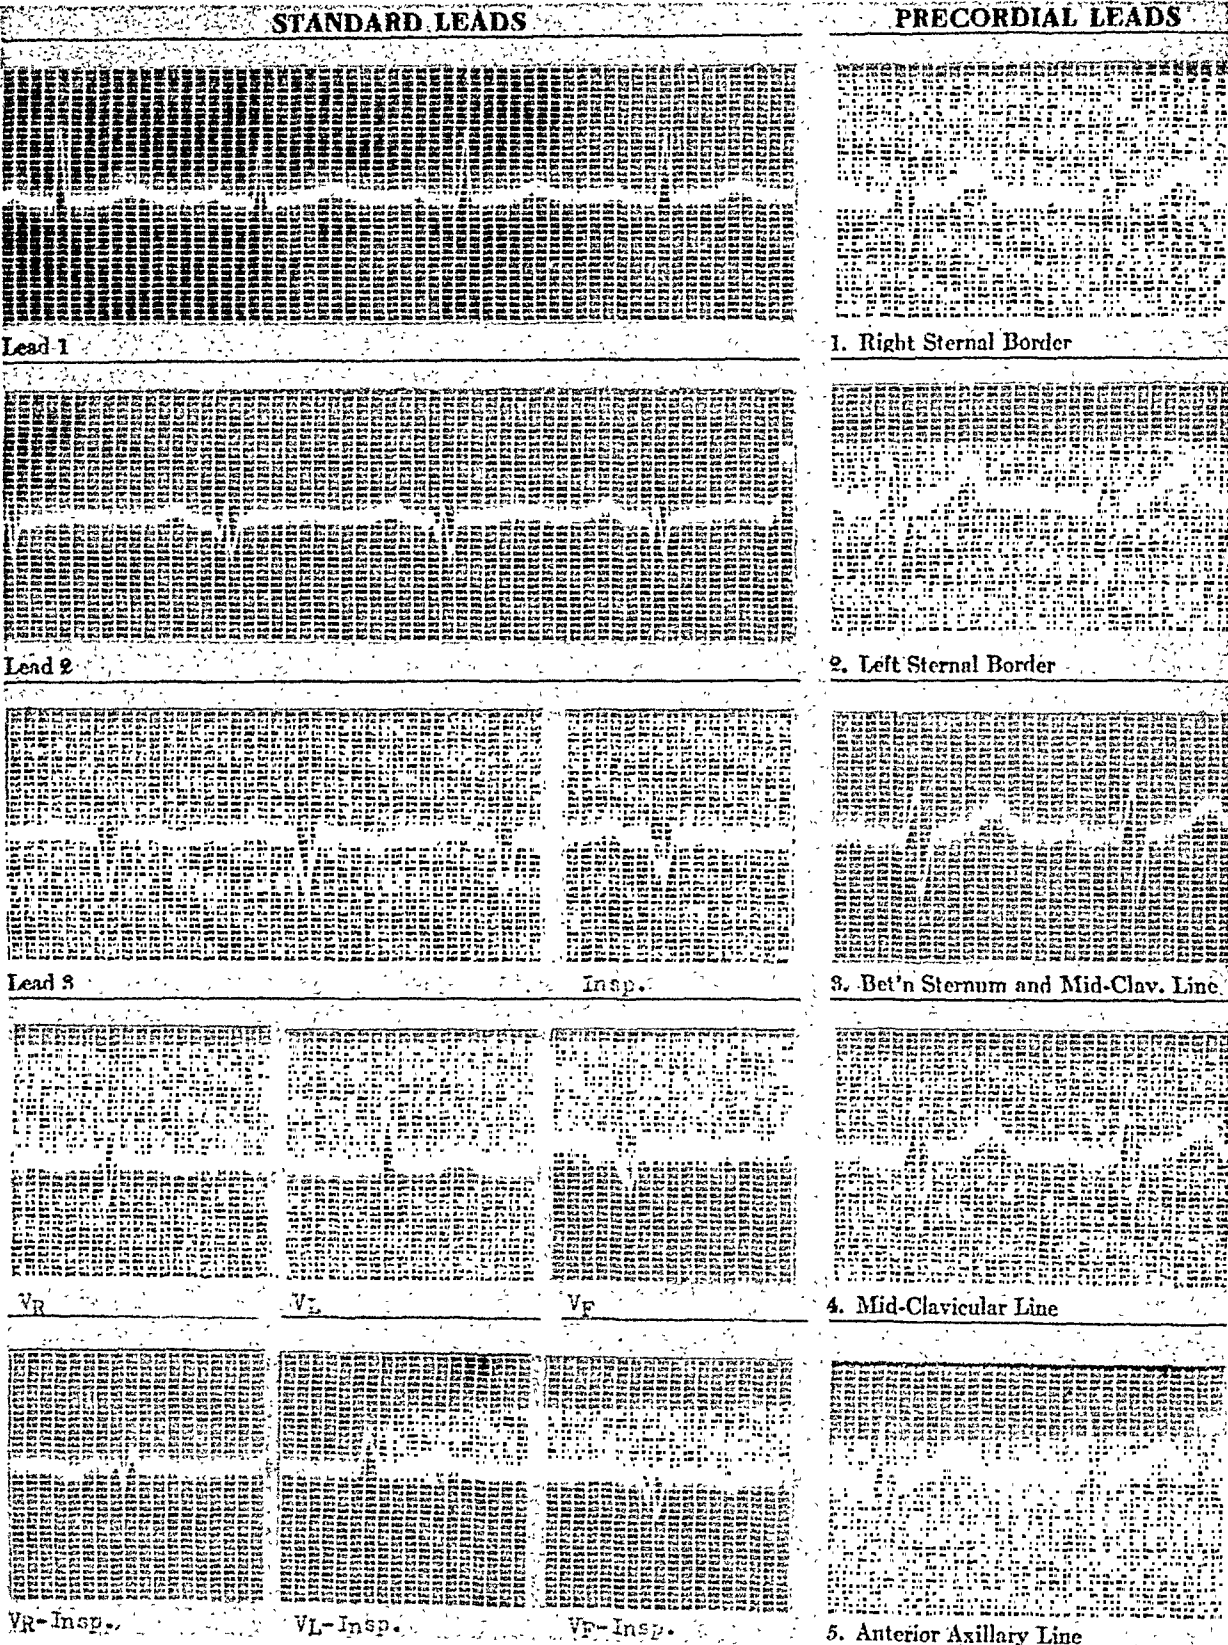 STANDARD LEADS
PRECORDIAL LEADS
Lead 1
1. Right Sternal Border
Lead 2
2. Left Sternal Border
Lead 3
Insp.
3. Bet'n Sternum and Mid-Clav. Line.
VR
VL
VF
4. Mid-Clavicular Line
VR-Insp.
VL-Insp.
VF-Insp.
5. Anterior Axillary Line